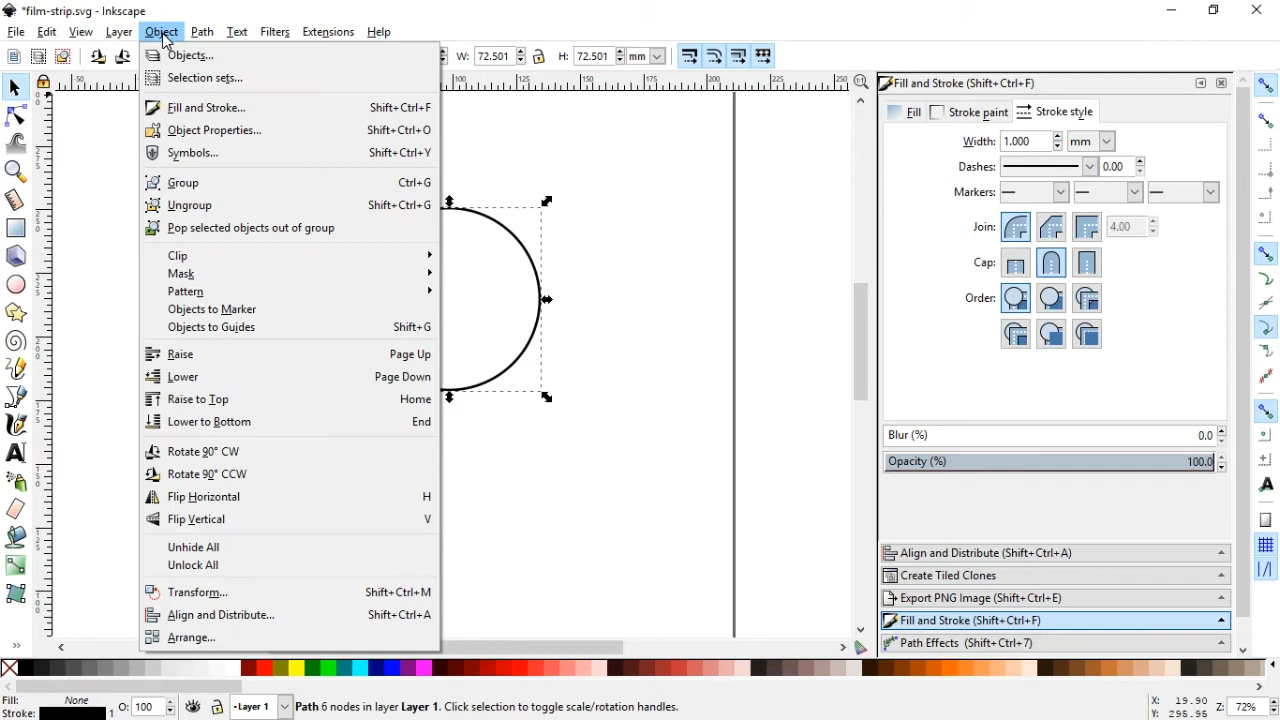 *film-strip.svg - Inkscape
File Edit View Layer Object Path Text Filters Extensions Help
W: 72.501 H: 72.501 mm
Objects...
Selection sets...
Fill and Stroke... Shift+Ctrl+F
Object Properties... Shift+Ctrl+O
Symbols... Shift+Ctrl+Y
Group Ctrl+G
Ungroup Shift+Ctrl+G
Pop selected objects out of group
Clip
Mask
Pattern
Objects to Marker
Objects to Guides Shift+G
Raise Page Up
Lower Page Down
Raise to Top Home
Lower to Bottom End
Rotate 90° CW
Rotate 90° CCW
Flip Horizontal H
Flip Vertical V
Unhide All
Unlock All
Transform... Shift+Ctrl+M
Align and Distribute... Shift+Ctrl+A
Arrange...
Fill and Stroke (Shift+Ctrl+F)
Fill Stroke paint Stroke style
Width: 1.000 mm
Dashes: 0.00
Markers:
Join: 4.00
Cap:
Order:
Blur (%) 0.0
Opacity (%) 100.0
Align and Distribute (Shift+Ctrl+A)
Create Tiled Clones
Export PNG Image (Shift+Ctrl+E)
Fill and Stroke (Shift+Ctrl+F)
Path Effects (Shift+Ctrl+7)
Fill: None
Stroke: 1
O: 100
Layer 1
Path 6 nodes in layer Layer 1. Click selection to toggle scale/rotation handles.
X: 19.90
Y: 295.95
Z: 72%